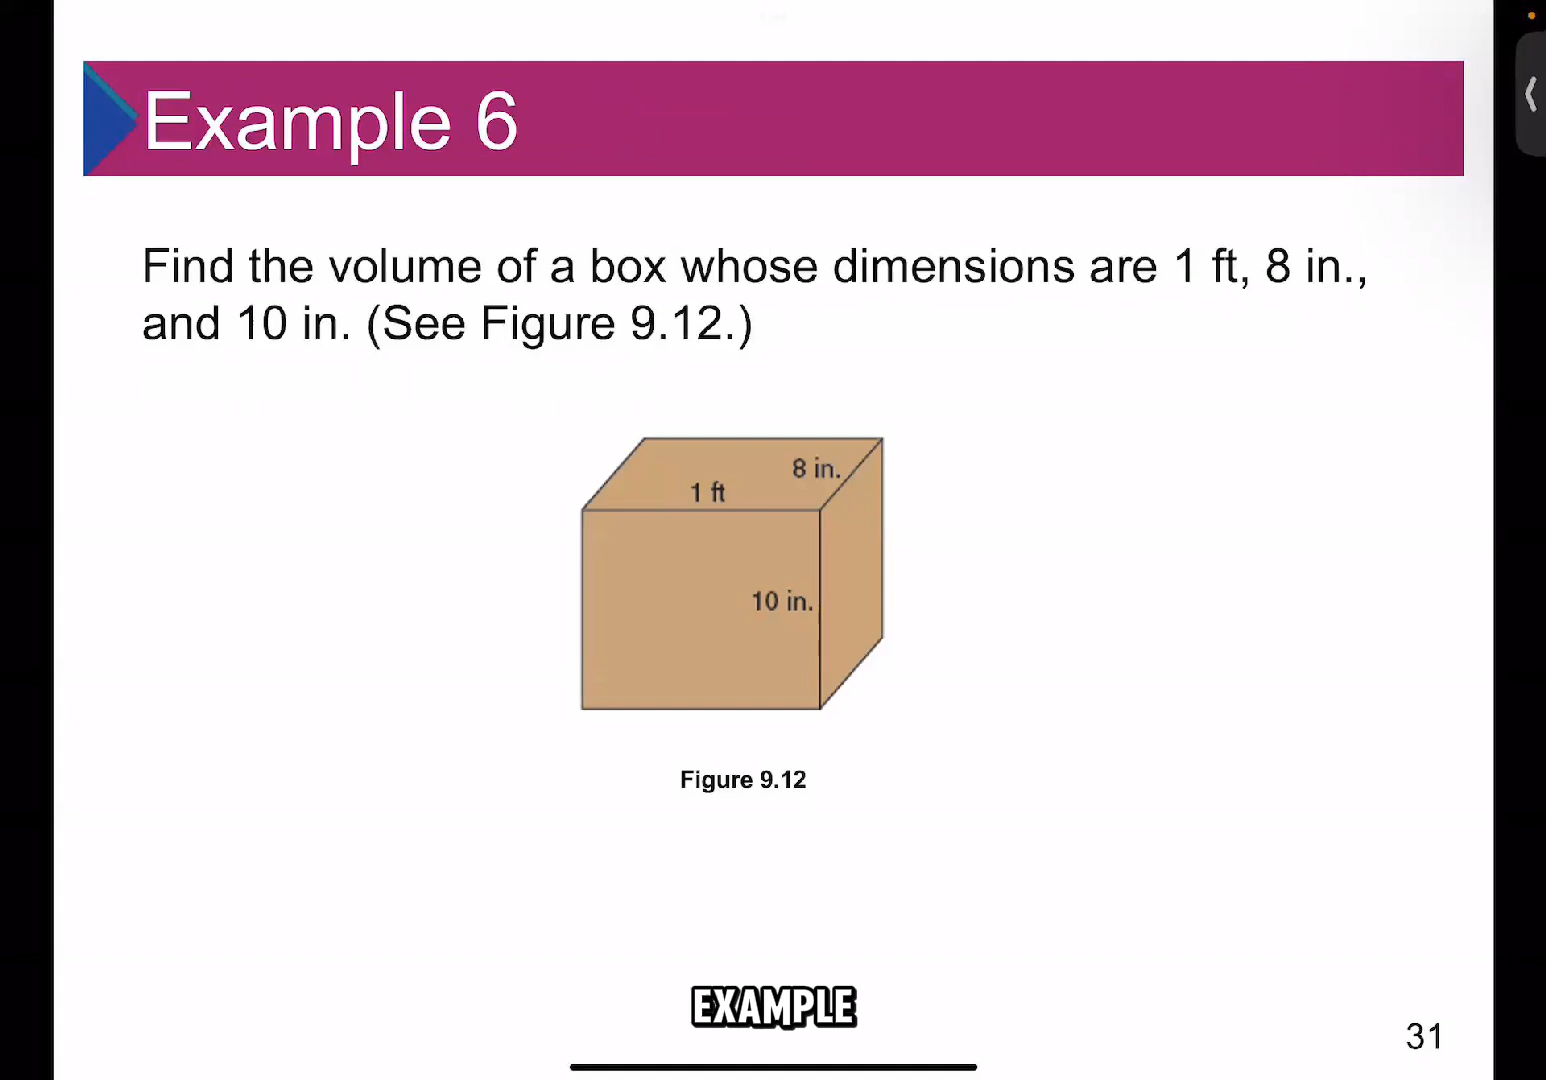 Example 6
Find the volume of a box whose dimensions are 1 ft, 8 in.,
and 10 in. (See Figure 9.12.)
8 in.
1 ft
10 in.
Figure 9.12
EXAMPLE
31